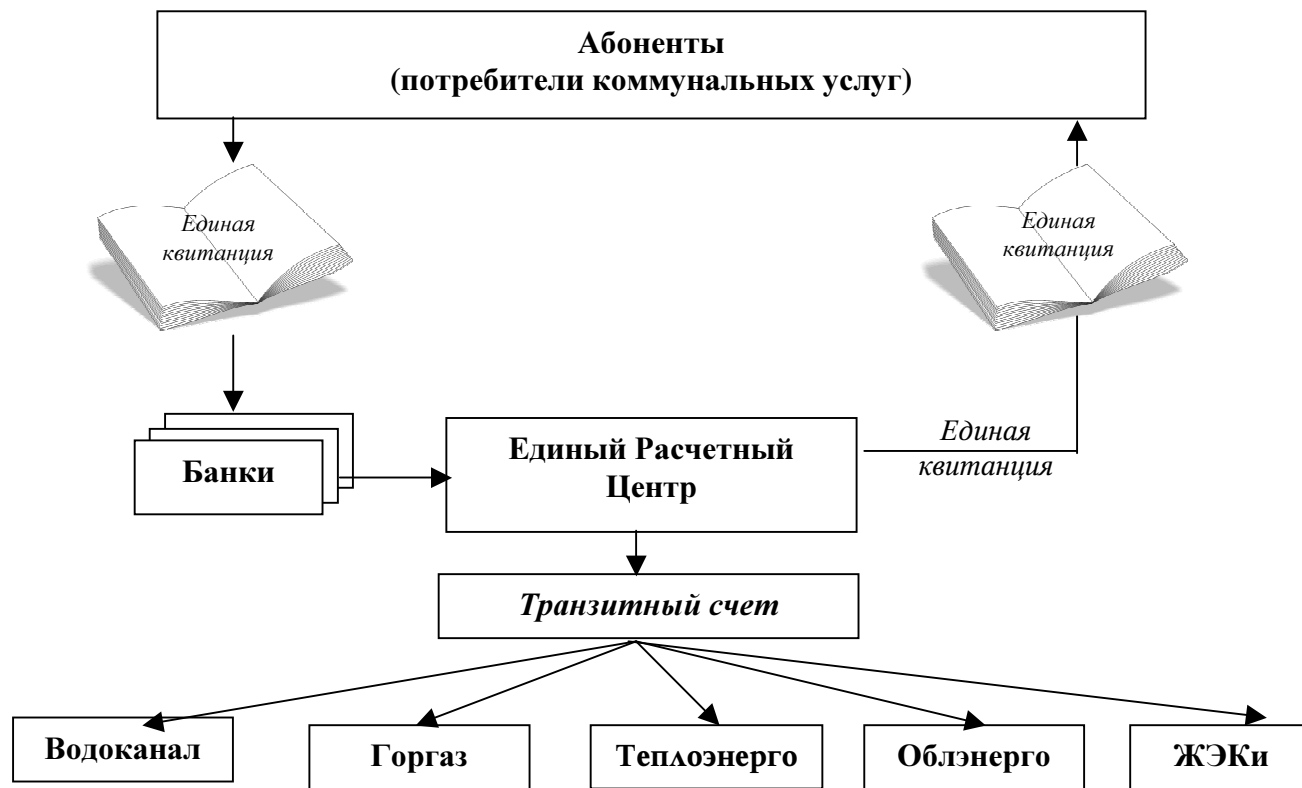 Абоненты
(потребители коммунальных услуг)
Единая
квитанция
Единая
квитанция
Банки
Единый Расчетный
Центр
Единая
квитанция
Транзитный счет
Водоканал
Горгаз
Теплоэнерго
Облэнерго
ЖЭКи